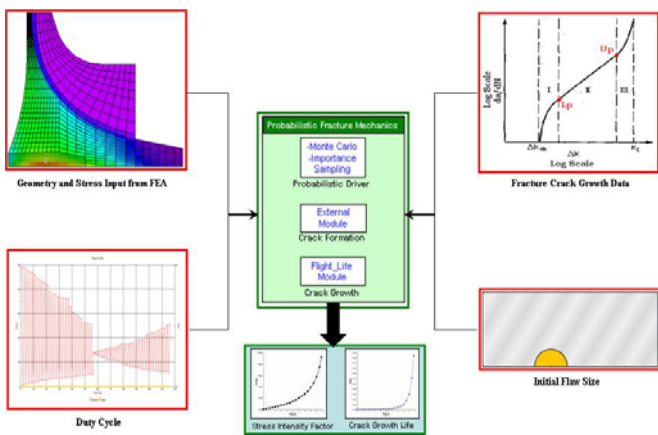 Geometry and Stress Input from FEA
Duty Cycle
Probabilistic Fracture Mechanics
-Monte Carlo
-Importance
Sampling
Probabilistic Driver
External
Module
Crack Formation
Flight_Life
Module
Crack Growth
Stress Intensity Factor
Crack Growth Life
Log Scale
da/dN
I
II
III
Lp
Up
ΔKth
ΔK
Kc
Log Scale
Fracture Crack Growth Data
Initial Flaw Size